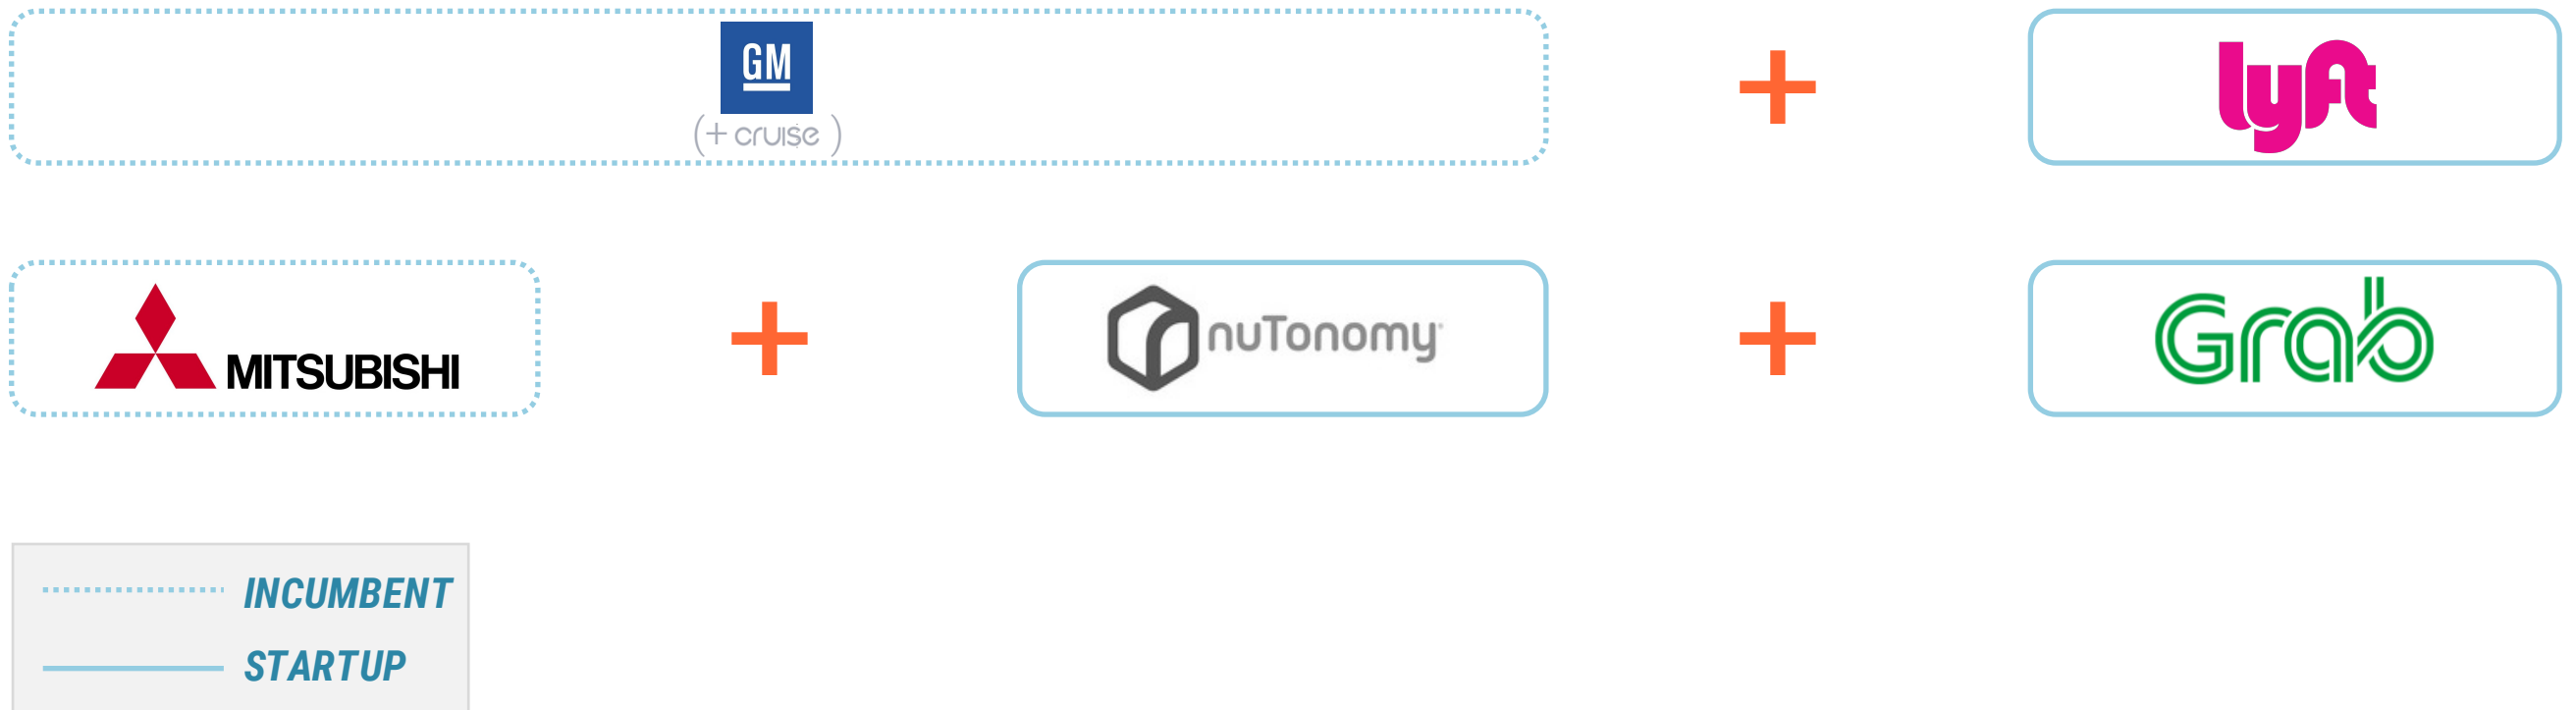 GM
(+ cruise )
+
lyft
MITSUBISHI
+
nuTonomy
+
Grab
INCUMBENT
STARTUP